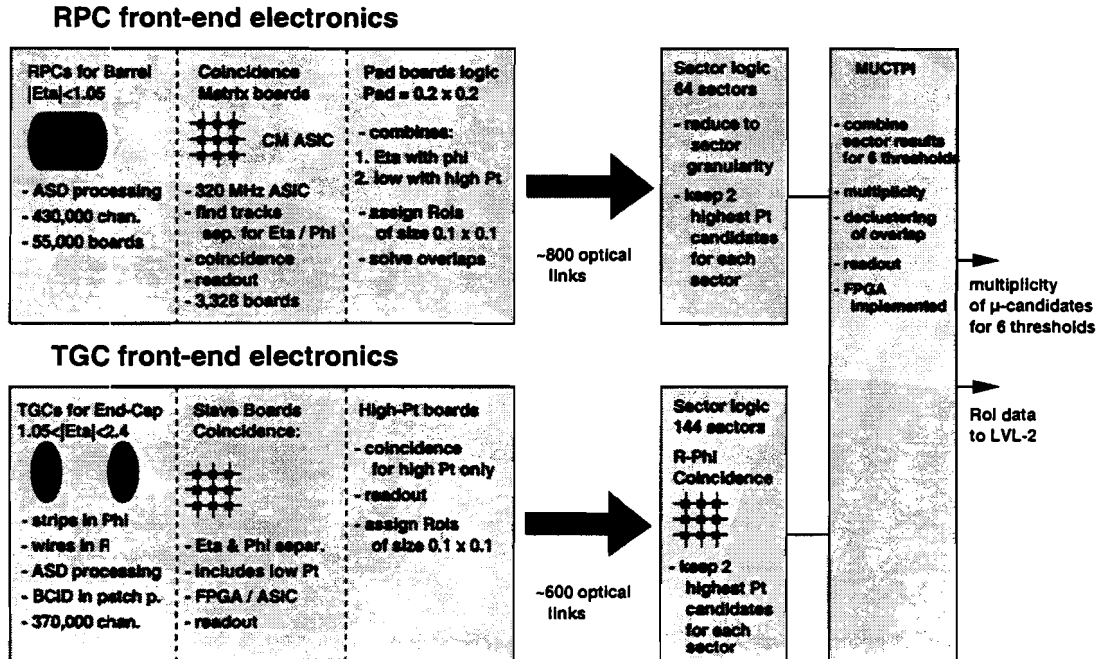 RPC front-end electronics
RPCs for Barrel
|Eta|<1.05
- ASD processing
- 430,000 chan.
- 55,000 boards
Coincidence
Matrix boards
CM ASIC
- 320 MHz ASIC
- find tracks
sep. for Eta / Phi
- coincidence
- readout
- 3,328 boards
Pad boards logic
Pad = 0.2 x 0.2
- combines:
1. Eta with phi
2. low with high Pt
- assign RoIs
of size 0.1 x 0.1
- solve overlaps
~800 optical
links
Sector logic
64 sectors
- reduce to
sector
granularity
- keep 2
highest Pt
candidates
for each
sector
MUCTPI
- combine
sector results
for 6 thresholds
- multiplicity
- declustering
of overlap
- readout
- FPGA
implemented
multiplicity
of μ-candidates
for 6 thresholds
RoI data
to LVL-2
TGC front-end electronics
TGCs for End-Cap
1.05<|Eta|<2.4
- strips in Phi
- wires in R
- ASD processing
- BCID in patch p.
- 370,000 chan.
Slave Boards
Coincidence:
- Eta & Phi separ.
- includes low Pt
- FPGA / ASIC
- readout
High-Pt boards
- coincidence
for high Pt only
- readout
- assign RoIs
of size 0.1 x 0.1
~600 optical
links
Sector logic
144 sectors
R-Phi
Coincidence
- keep 2
highest Pt
candidates
for each
sector